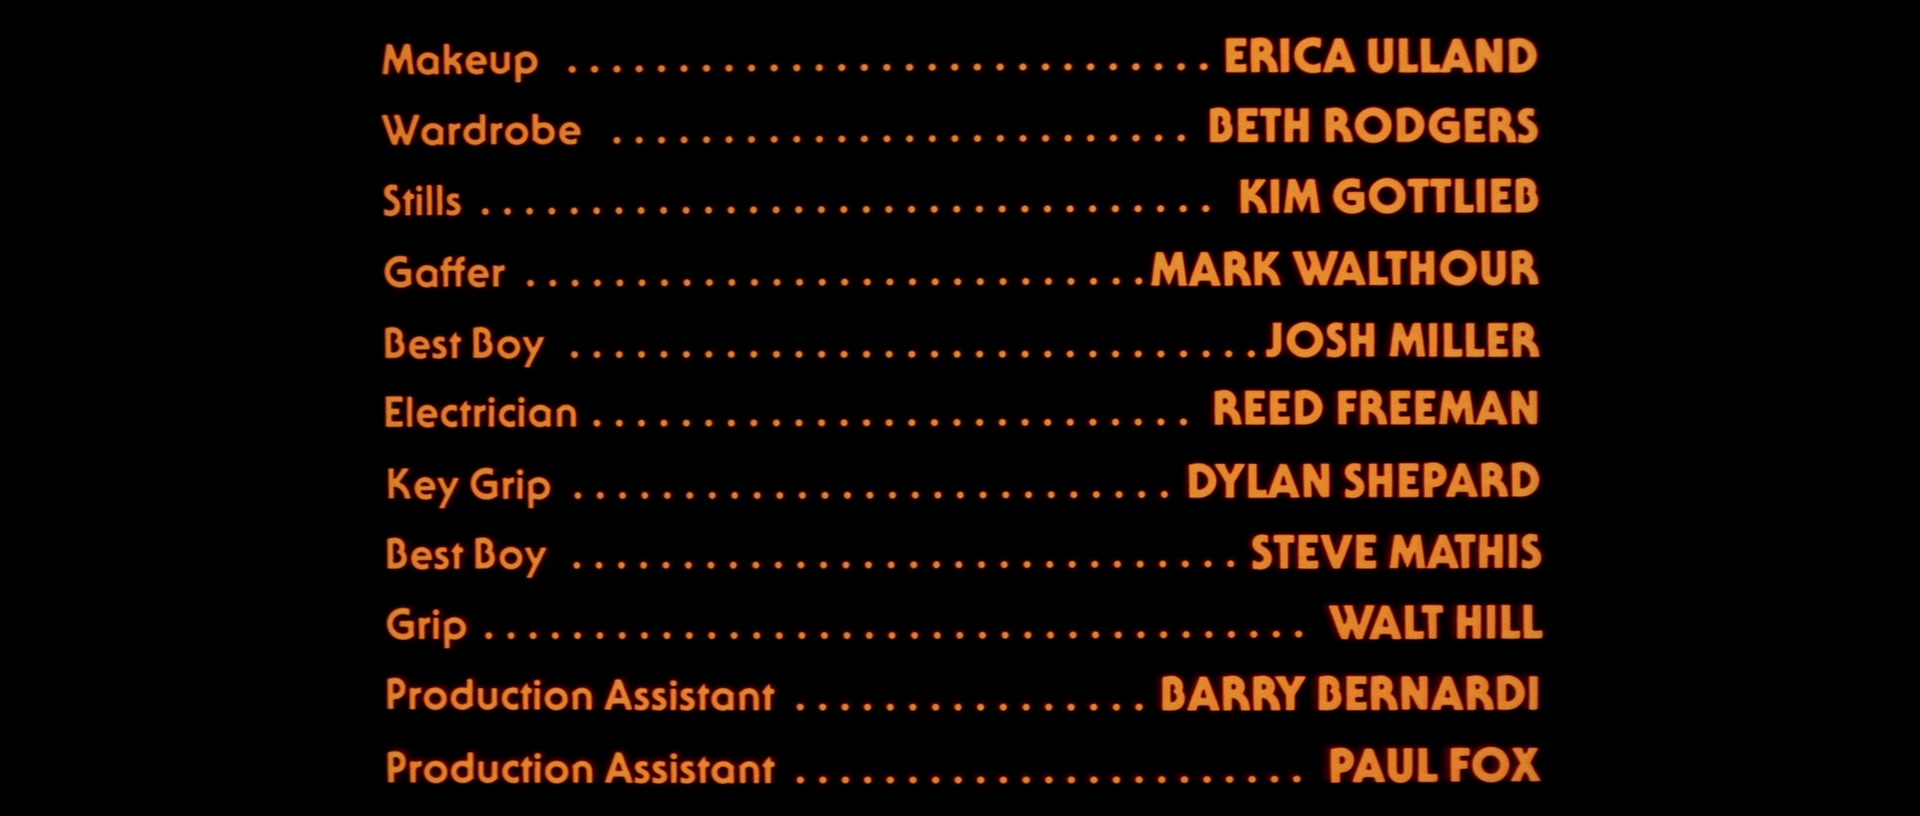 Makeup .............................. ERICA ULLAND
Wardrobe .......................... BETH RODGERS
Stills ................................. KIM GOTTLIEB
Gaffer ............................ MARK WALTHOUR
Best Boy ............................... JOSH MILLER
Electrician ........................... REED FREEMAN
Key Grip ........................... DYLAN SHEPARD
Best Boy .............................. STEVE MATHIS
Grip ..................................... WALT HILL
Production Assistant ................ BARRY BERNARDI
Production Assistant ....................... PAUL FOX